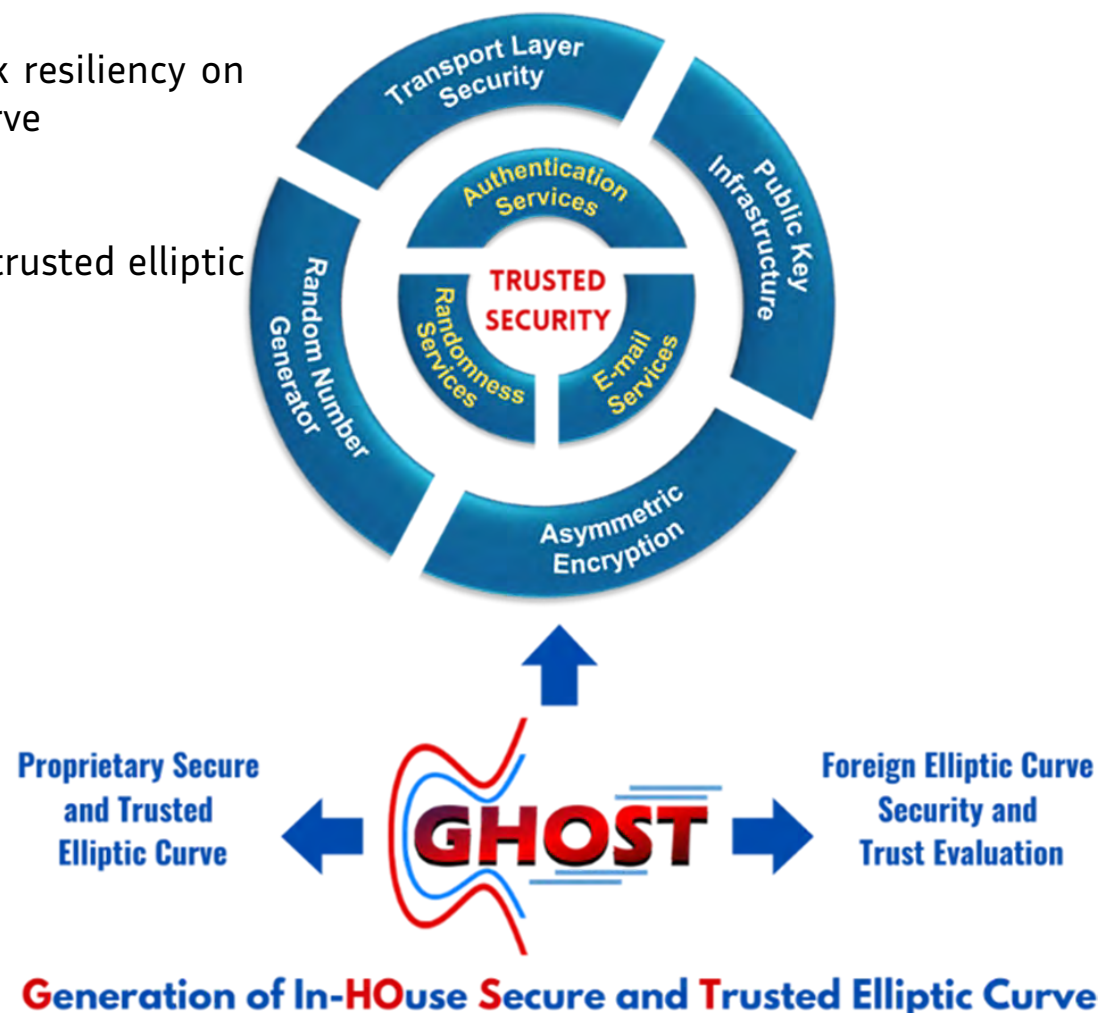 k resiliency on
rve
trusted elliptic
Transport Layer
Security
Public Key
Infrastructure
Random Number
Generator
Asymmetric
Encryption
Authentication
Services
Randomness
Services
E-mail
Services
TRUSTED
SECURITY
Proprietary Secure
and Trusted
Elliptic Curve
GHOST
Foreign Elliptic Curve
Security and
Trust Evaluation
Generation of In-HOuse Secure and Trusted Elliptic Curve